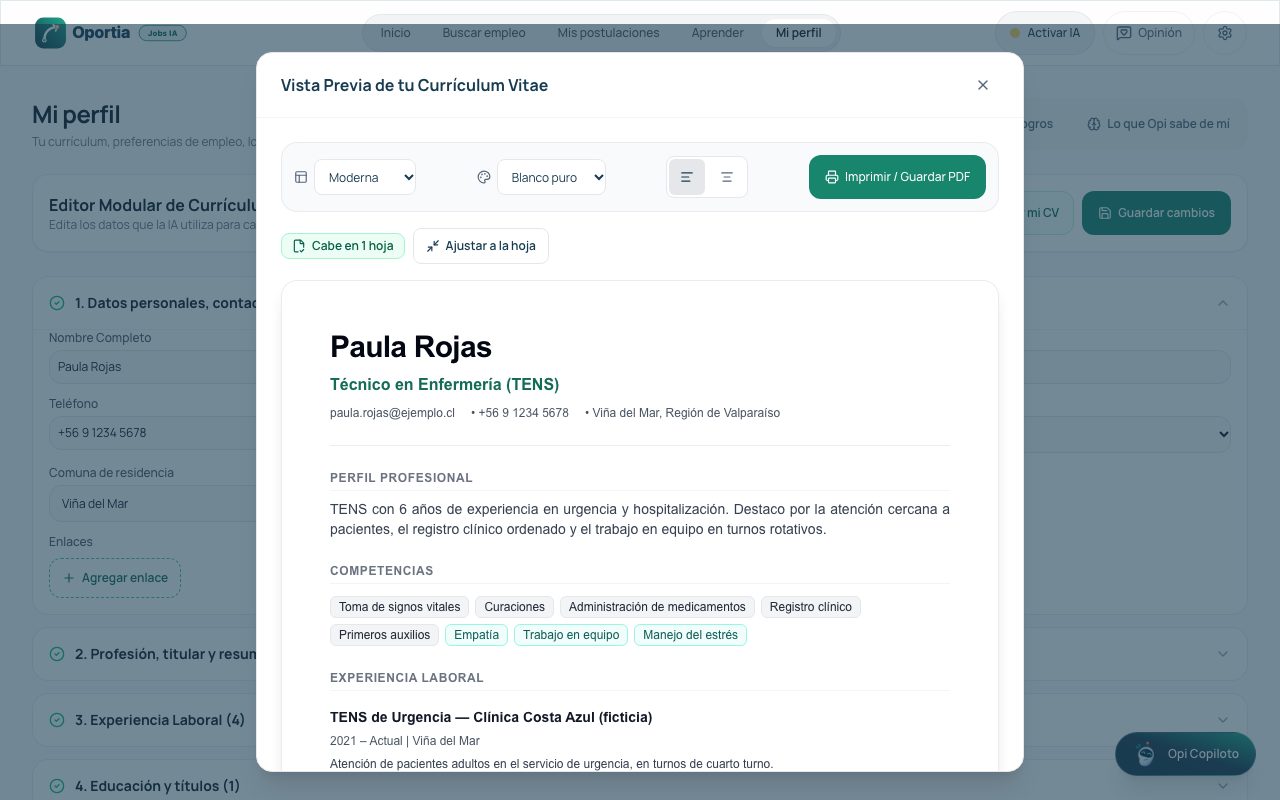 Oportia
Jobs IA
Inicio
Buscar empleo
Mis postulaciones
Aprender
Mi perfil
Activar IA
Opinión
Mi perfil
Tu currículum, preferencias de empleo,
ogros
Lo que Opi sabe de mí
Editor Modular de Currícul
Edita los datos que la IA utiliza para
mi CV
Guardar cambios
1. Datos personales,
Nombre Completo
Paula Rojas
Teléfono
+56 9 1234 5678
Comuna de residencia
Viña del Mar
Enlaces
Agregar enlace
2. Profesión, titular y
3. Experiencia Laboral (4)
4. Educación y títulos (1)
Vista Previa de tu Currículum Vitae
Moderna
Blanco puro
Imprimir / Guardar PDF
Cabe en 1 hoja
Ajustar a la hoja
Paula Rojas
Técnico en Enfermería (TENS)
paula.rojas@ejemplo.cl • +56 9 1234 5678 • Viña del Mar, Región de Valparaíso
PERFIL PROFESIONAL
TENS con 6 años de experiencia en urgencia y hospitalización. Destaco por la atención cercana a
pacientes, el registro clínico ordenado y el trabajo en equipo en turnos rotativos.
COMPETENCIAS
Toma de signos vitales
Curaciones
Administración de medicamentos
Registro clínico
Primeros auxilios
Empatía
Trabajo en equipo
Manejo del estrés
EXPERIENCIA LABORAL
TENS de Urgencia — Clínica Costa Azul (ficticia)
2021 – Actual | Viña del Mar
Atención de pacientes adultos en el servicio de urgencia, en turnos de cuarto turno.
Opi Copiloto